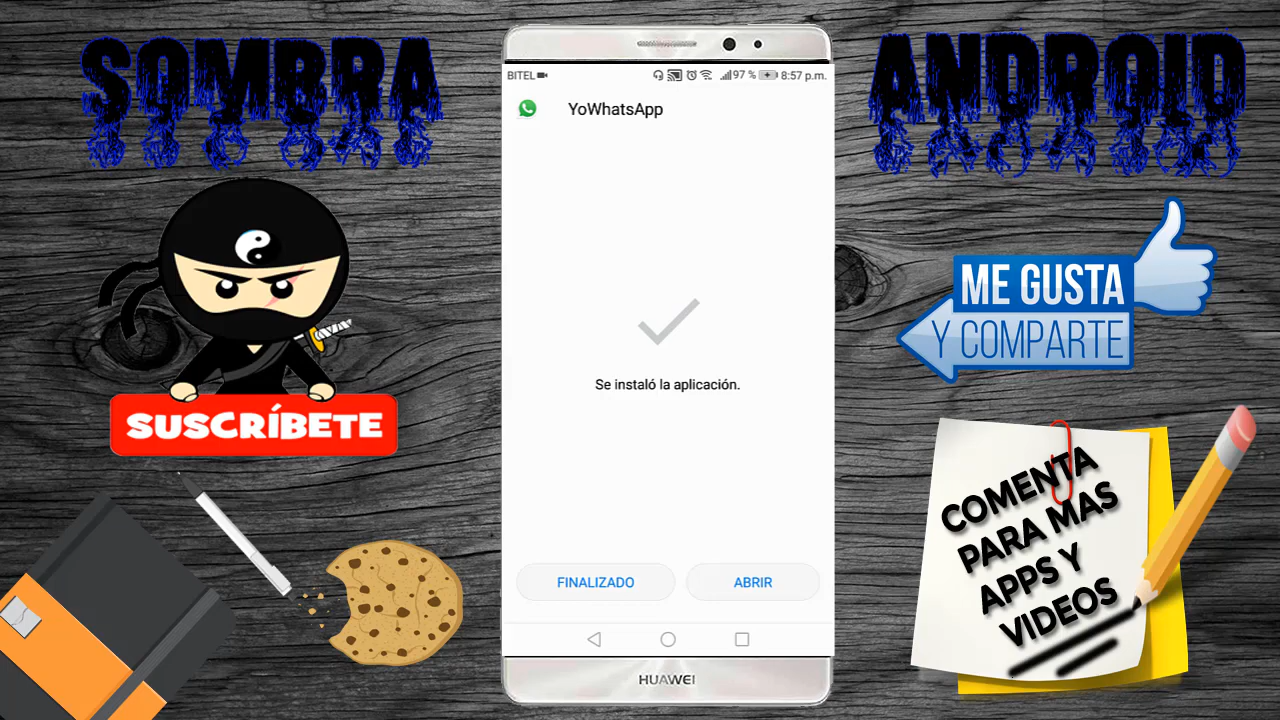 SOMBRA
ANDROID
BITEL
97 %
8:57 p.m.
YoWhatsApp
Se instaló la aplicación.
FINALIZADO
ABRIR
HUAWEI
SUSCRÍBETE
ME GUSTA
Y COMPARTE
COMENTA
PARA MAS
APPS Y
VIDEOS